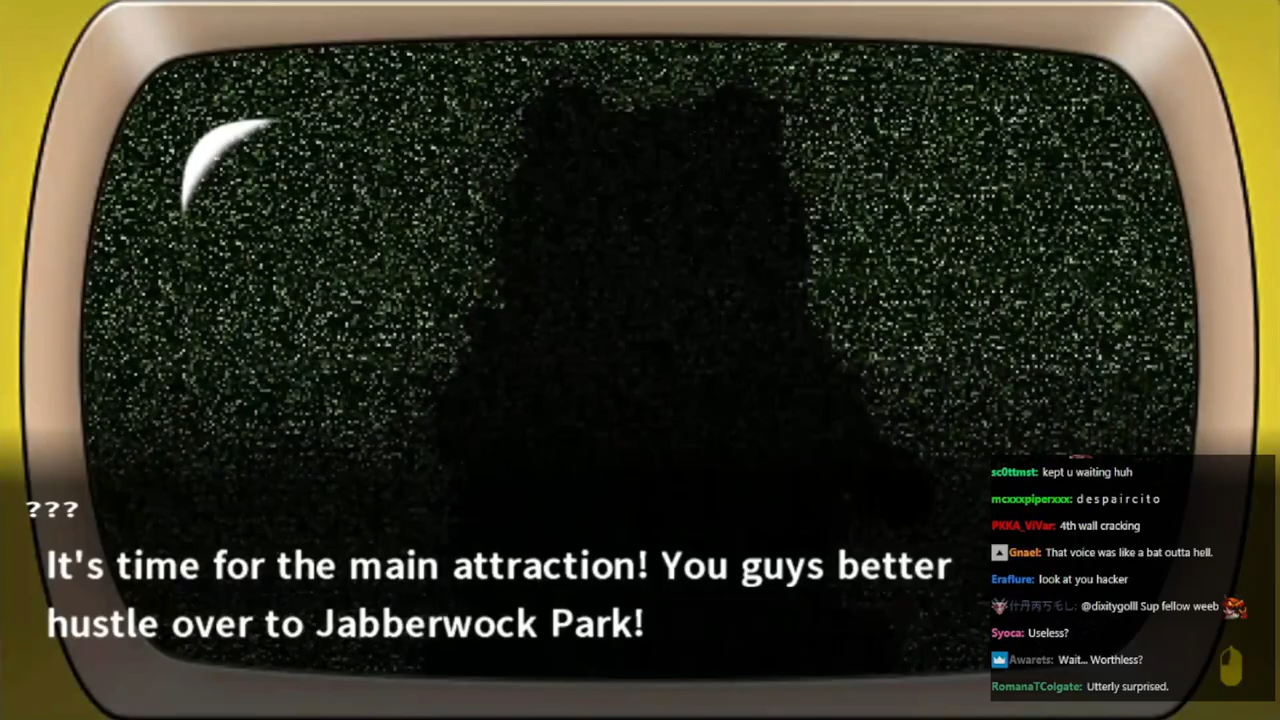 ???
It's time for the main attraction! You guys better
hustle over to Jabberwock Park!
sc0ttmst: kept u waiting huh
mcxxxpiperxxx: d e s p a i r c i t o
PKKA_ViVar: 4th wall cracking
Gnael: That voice was like a bat outta hell.
Eraflure: look at you hacker
@dixitygolll Sup fellow weeb
Syoca: Useless?
Awarets: Wait... Worthless?
RomanaTColgate: Utterly surprised.